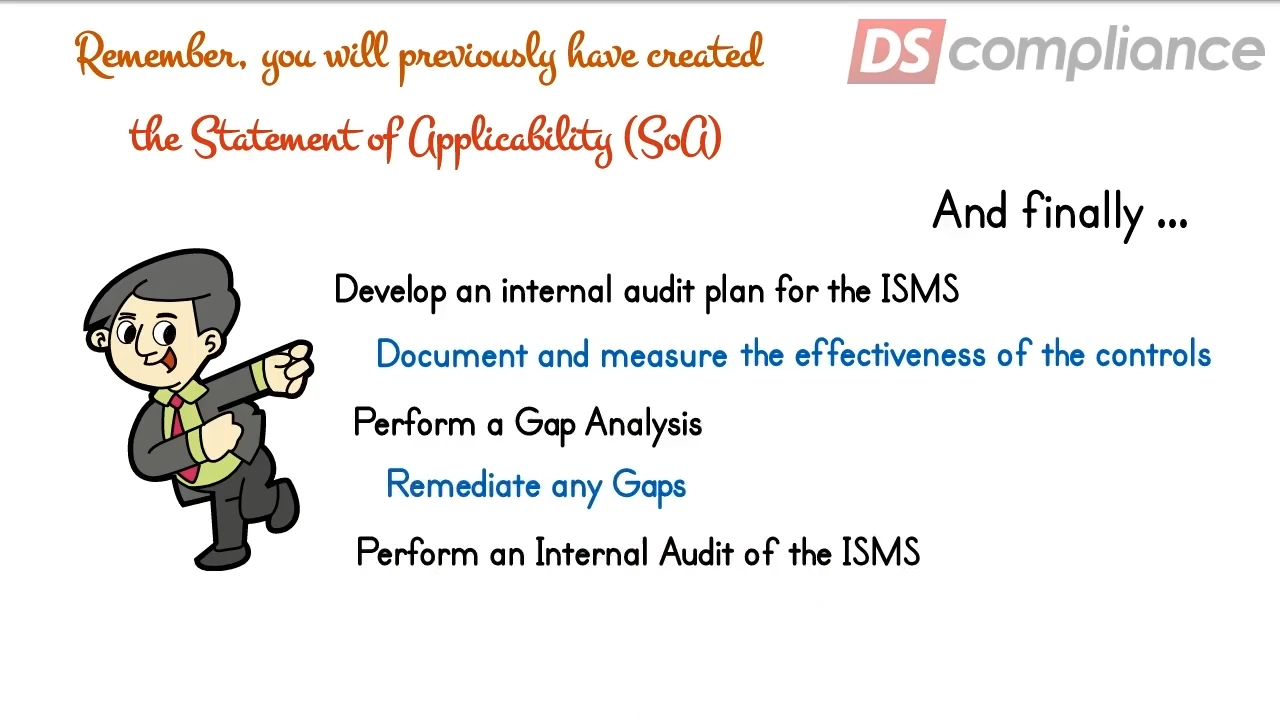 Remember, you will previously have created
DS compliance
the Statement of Applicability (SoA)
And finally ...
Develop an internal audit plan for the ISMS
Document and measure the effectiveness of the controls
Perform a Gap Analysis
Remediate any Gaps
Perform an Internal Audit of the ISMS